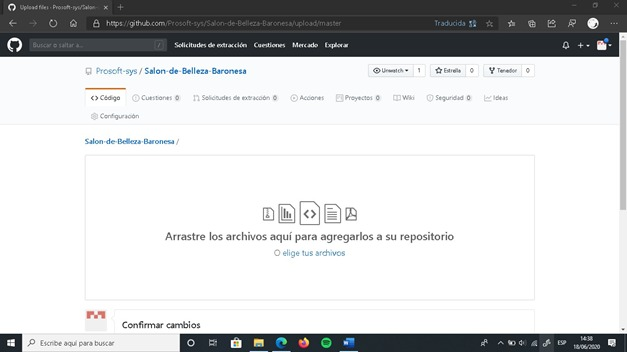 Upload files - Prosoft-sys/Salon-
https://github.com/Prosoft-sys/Salon-de-Belleza-Baronesa/upload/master
Traducida
Buscar o saltar a...
/
Solicitudes de extracción Cuestiones Mercado Explorar
Prosoft-sys / Salon-de-Belleza-Baronesa
Unwatch 1
Estrella 0
Tenedor 0
Código
Cuestiones 0
Solicitudes de extracción 0
Acciones
Proyectos 0
Wiki
Seguridad 0
Ideas
Configuración
Salon-de-Belleza-Baronesa /
Arrastre los archivos aquí para agregarlos a su repositorio
O elige tus archivos
Confirmar cambios
Escribe aquí para buscar
ESP
14:38
18/06/2020